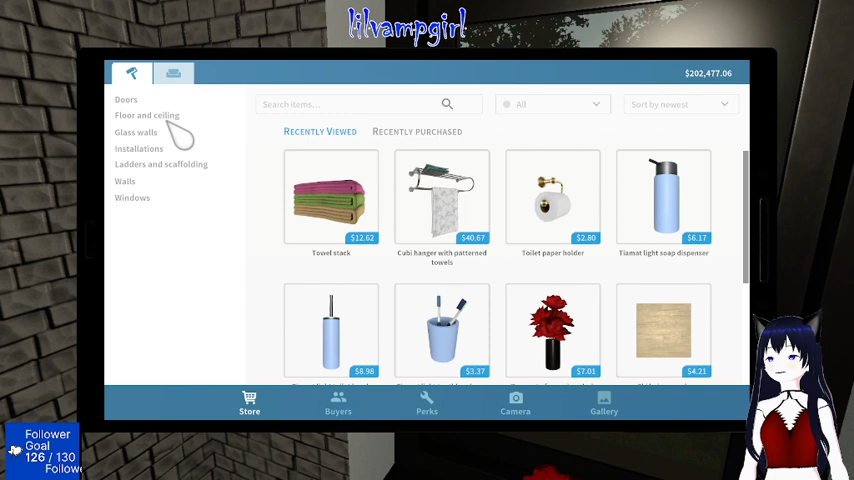 lilvampgirl
$202,477.06
Doors
Floor and ceiling
Glass walls
Installations
Ladders and scaffolding
Walls
Windows
Search items...
All
Sort by newest
Recently Viewed
Recently Purchased
$12.62
$40.67
$2.80
$6.17
Towel stack
Cubi hanger with patterned towels
Toilet paper holder
Tiamat light soap dispenser
$8.98
$3.37
$7.01
$4.21
Store
Buyers
Perks
Camera
Gallery
Follower
Goal
126 / 130
Follow